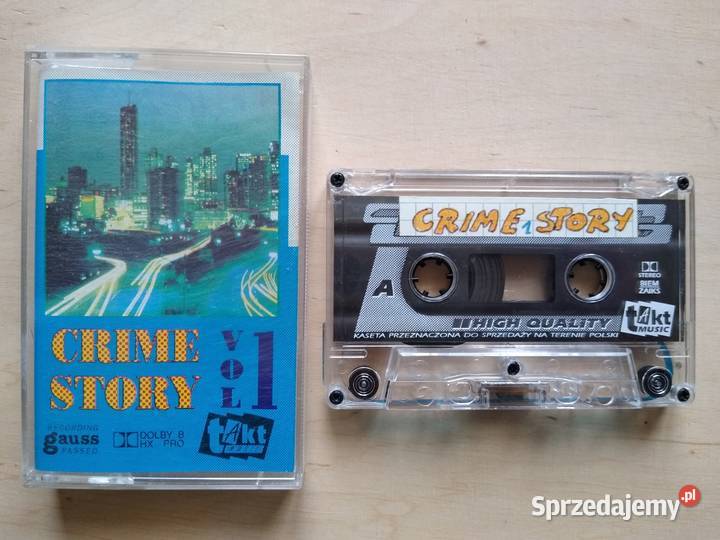 CRIME
STORY
VOL 1
RECORDING
gauss
PASSED
DOLBY B
HX PRO
takt
MUSIC
CRIME 1 STORY
A
STEREO
BIEM
ZAIKS
HIGH QUALITY
takt
MUSIC
KASETA PRZEZNACZONA DO SPRZEDAŻY NA TERENIE POLSKI
Sprzedajemy.pl